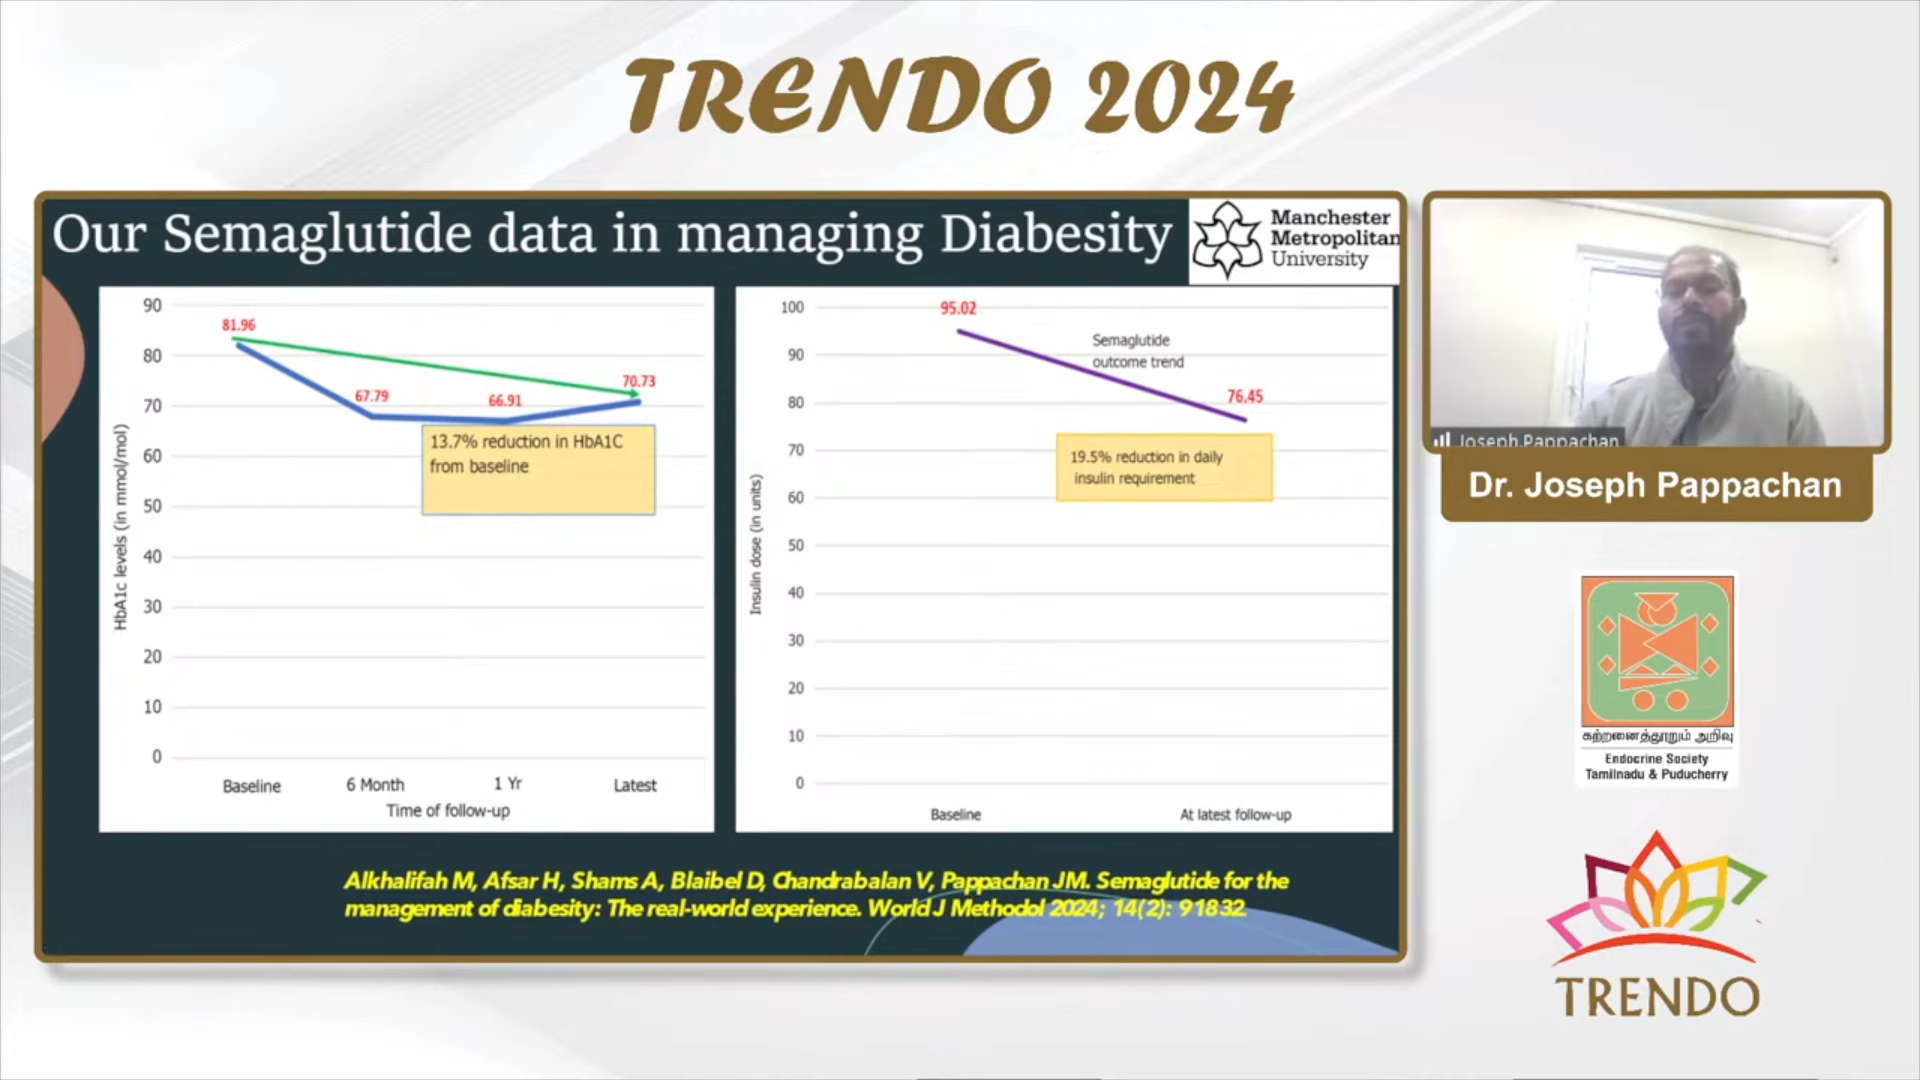 TRENDO 2024
Our Semaglutide data in managing Diabesity
Manchester
Metropolitan
University
90
80
70
60
50
40
30
20
10
0
HbA1c levels (in mmol/mol)
81.96
67.79
66.91
70.73
13.7% reduction in HbA1C
from baseline
Baseline
6 Month
1 Yr
Latest
Time of follow-up
100
90
80
70
60
50
40
30
20
10
0
Insulin dose (in units)
95.02
Semaglutide
outcome trend
76.45
19.5% reduction in daily
insulin requirement
Baseline
At latest follow-up
Alkhalifah M, Afsar H, Shams A, Blaibel D, Chandrabalan V, Pappachan JM. Semaglutide for the
management of diabesity: The real-world experience. World J Methodol 2024; 14(2): 91832
Joseph Pappachan
Dr. Joseph Pappachan
கற்றனைத்தூறும் அறிவு
Endocrine Society
Tamilnadu & Puducherry
TRENDO